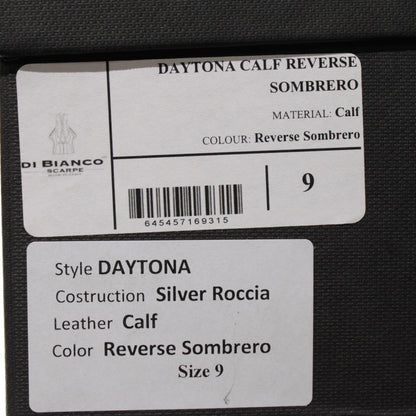 DAYTONA CALF REVERSE
SOMBRERO
MATERIAL: Calf
COLOUR: Reverse Sombrero
DI BIANCO
SCARPE
645457169315
9
Style DAYTONA
Costruction Silver Roccia
Leather Calf
Color Reverse Sombrero
Size 9